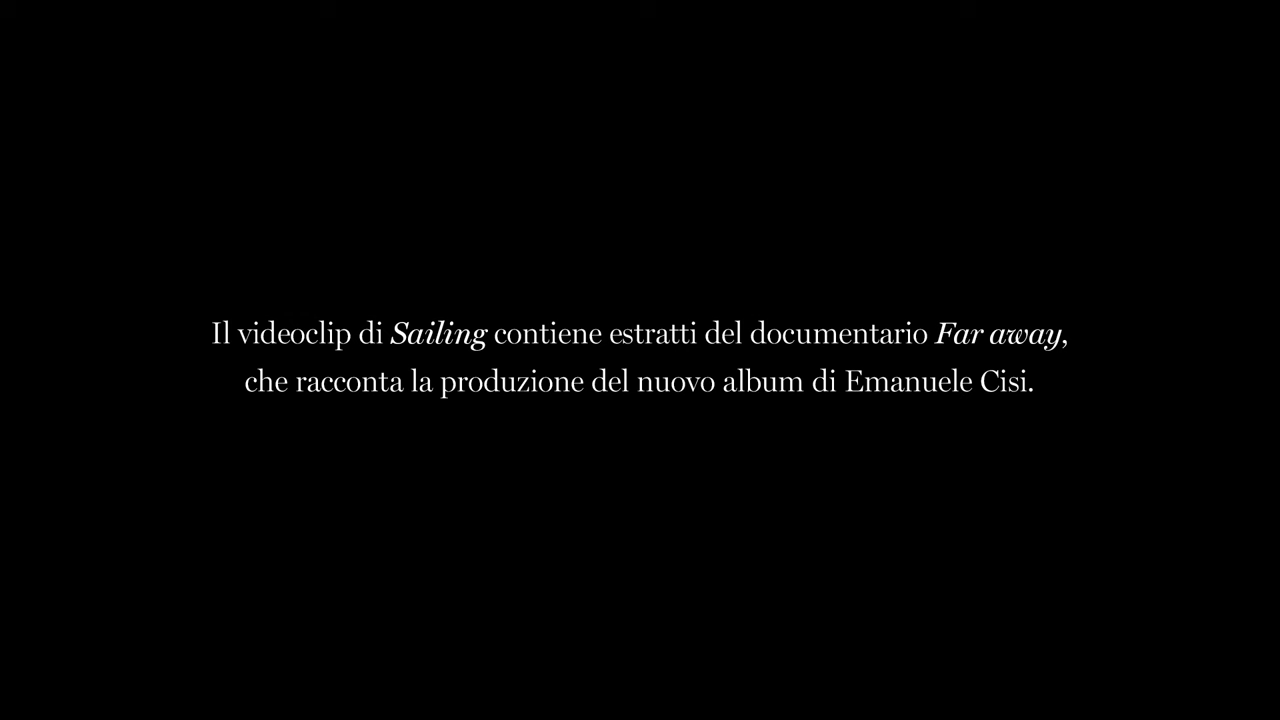 Il videoclip di Sailing contiene estratti del documentario Far away,
che racconta la produzione del nuovo album di Emanuele Cisi.